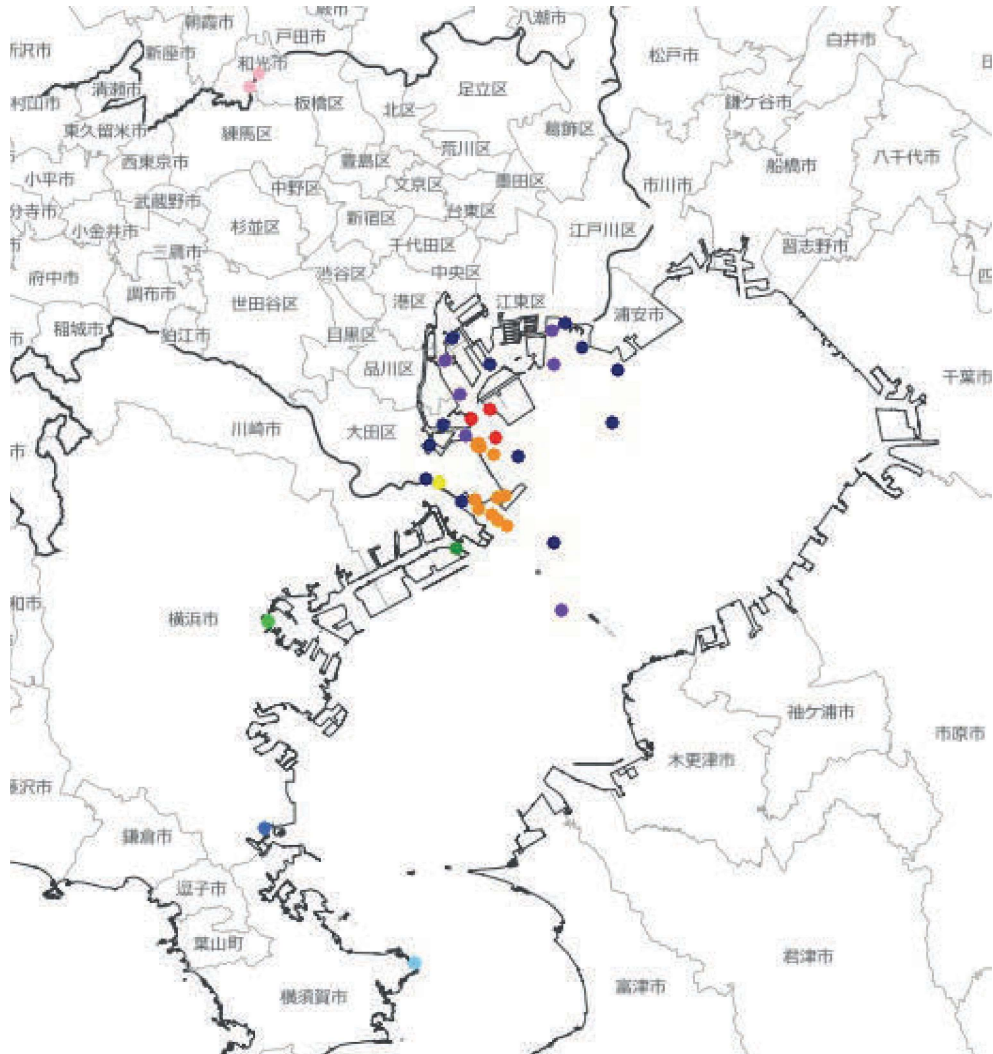 朝霞市
戸田市
八潮市
新座市
和光市
松戸市
白井市
清瀬市
板橋区
北区
足立区
鎌ケ谷市
東久留米市
練馬区
荒川区
葛飾区
船橋市
八千代市
西東京市
豊島区
小平市
中野区
文京区
墨田区
市川市
武蔵野市
新宿区
台東区
小金井市
杉並区
千代田区
江戸川区
習志野市
三鷹市
府中市
渋谷区
中央区
調布市
世田谷区
港区
江東区
浦安市
稲城市
狛江市
目黒区
品川区
千葉市
川崎市
大田区
横浜市
袖ケ浦市
市原市
木更津市
鎌倉市
逗子市
葉山町
君津市
横須賀市
富津市